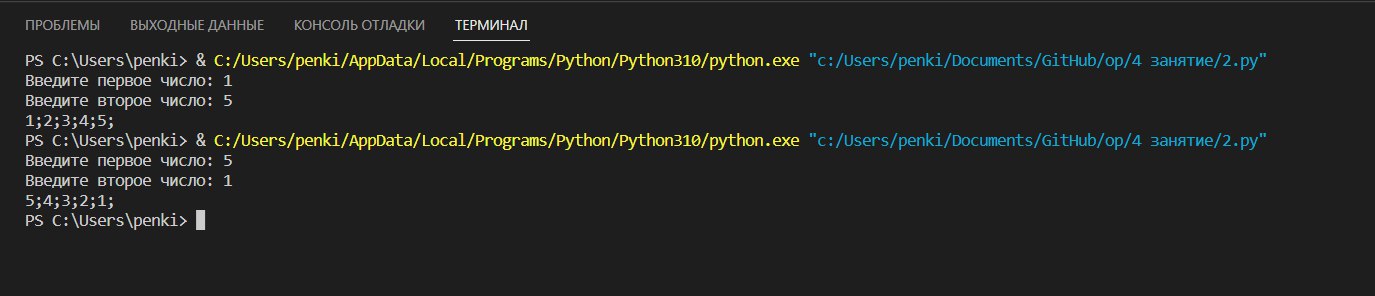 ПРОБЛЕМЫ ВЫХОДНЫЕ ДАННЫЕ КОНСОЛЬ ОТЛАДКИ ТЕРМИНАЛ
PS C:\Users\penki> & C:/Users/penki/AppData/Local/Programs/Python/Python310/python.exe "c:/Users/penki/Documents/GitHub/op/4 занятие/2.py"
Введите первое число: 1
Введите второе число: 5
1;2;3;4;5;
PS C:\Users\penki> & C:/Users/penki/AppData/Local/Programs/Python/Python310/python.exe "c:/Users/penki/Documents/GitHub/op/4 занятие/2.py"
Введите первое число: 5
Введите второе число: 1
5;4;3;2;1;
PS C:\Users\penki>